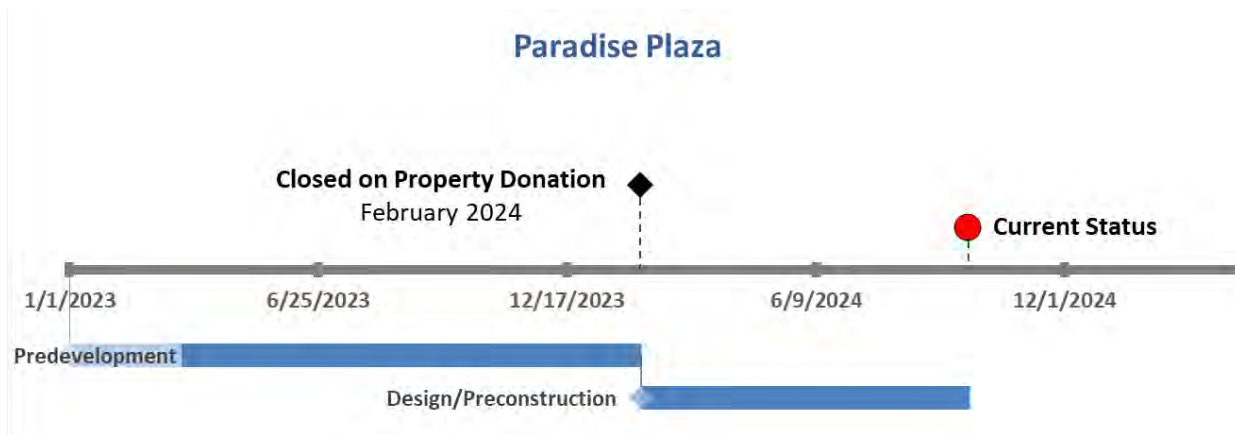 Paradise Plaza
Closed on Property Donation
February 2024
Current Status
1/1/2023
6/25/2023
12/17/2023
6/9/2024
12/1/2024
Predevelopment
Design/Preconstruction